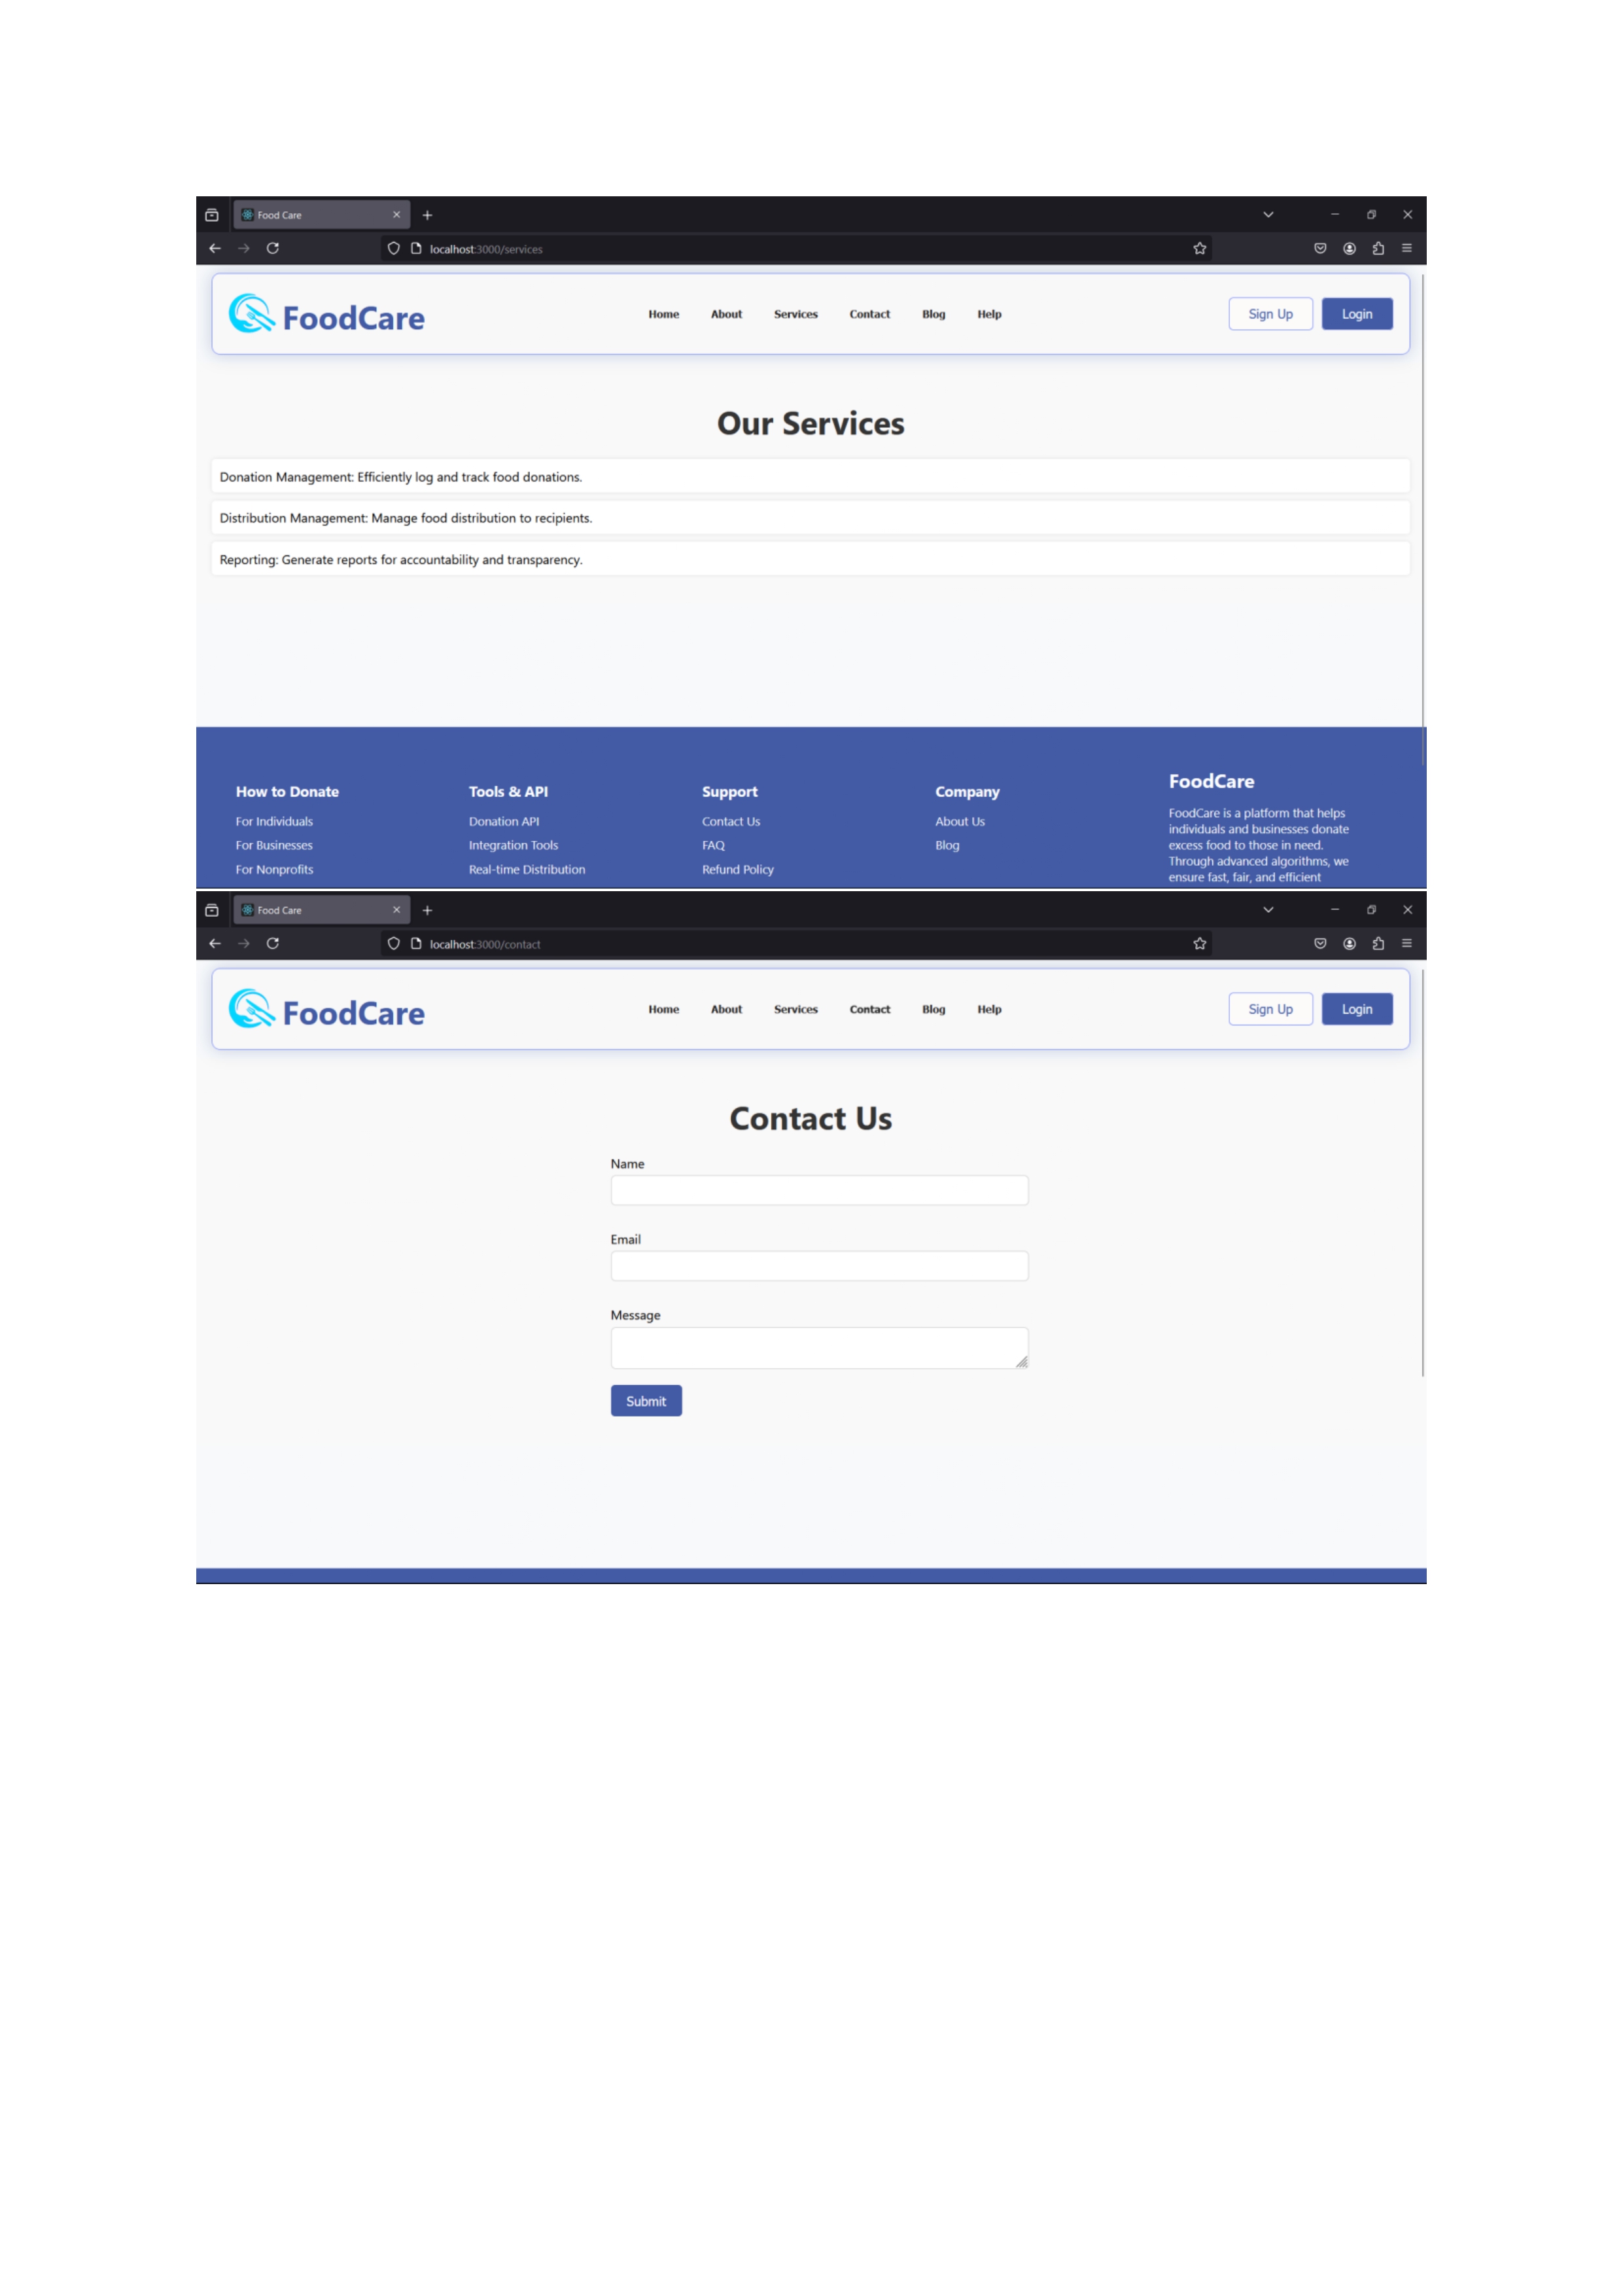 Food Care
localhost:3000/services
FoodCare
Home About Services Contact Blog Help
Sign Up Login
Our Services
Donation Management: Efficiently log and track food donations.
Distribution Management: Manage food distribution to recipients.
Reporting: Generate reports for accountability and transparency.
How to Donate
For Individuals
For Businesses
For Nonprofits
Tools & API
Donation API
Integration Tools
Real-time Distribution
Support
Contact Us
FAQ
Refund Policy
Company
About Us
Blog
FoodCare
FoodCare is a platform that helps
individuals and businesses donate
excess food to those in need.
Through advanced algorithms, we
ensure fast, fair, and efficient
Food Care
localhost:3000/contact
FoodCare
Home About Services Contact Blog Help
Sign Up Login
Contact Us
Name
Email
Message
Submit